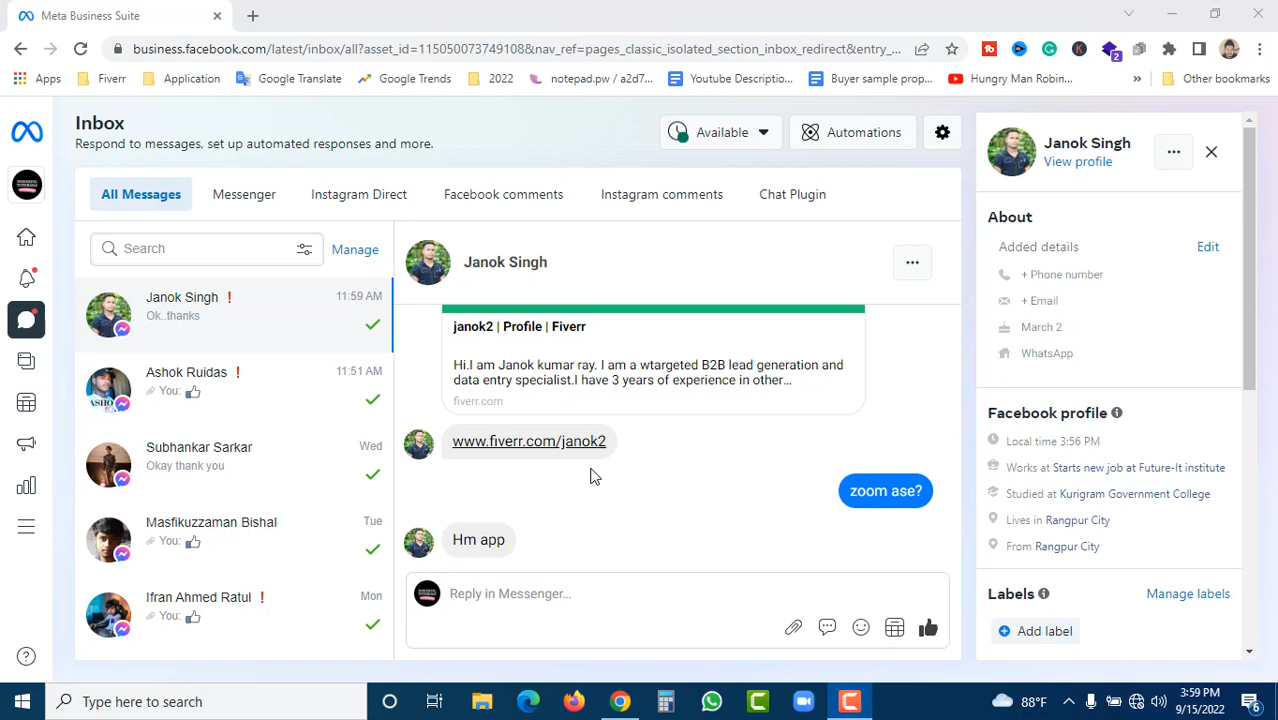 Meta Business Suite
business.facebook.com/latest/inbox/all?asset_id=115050073749108&nav_ref=pages_classic_isolated_section_inbox_redirect&entry_...
Apps
Fiverr
Application
Google Translate
Google Trends
2022
notepad.pw / a2d7...
Youtube Descriptio...
Buyer sample prop...
Hungry Man Robin...
»
Other bookmarks
Inbox
Respond to messages, set up automated responses and more.
Available
Automations
All Messages
Messenger
Instagram Direct
Facebook comments
Instagram comments
Chat Plugin
Search
Manage
Janok Singh
11:59 AM
Ok..thanks
Ashok Ruidas
11:51 AM
You:
Subhankar Sarkar
Wed
Okay thank you
Masfikuzzaman Bishal
Tue
You:
Ifran Ahmed Ratul
Mon
You:
Janok Singh
janok2 | Profile | Fiverr
Hi.I am Janok kumar ray. I am a wtargeted B2B lead generation and
data entry specialist.I have 3 years of experience in other...
fiverr.com
www.fiverr.com/janok2
zoom ase?
Hm app
Reply in Messenger...
Janok Singh
View profile
About
Added details
Edit
+ Phone number
+ Email
March 2
WhatsApp
Facebook profile
Local time 3:56 PM
Works at Starts new job at Future-It institute
Studied at Kurigram Government College
Lives in Rangpur City
From Rangpur City
Labels
Manage labels
Add label
Type here to search
88°F
3:59 PM
9/15/2022
6